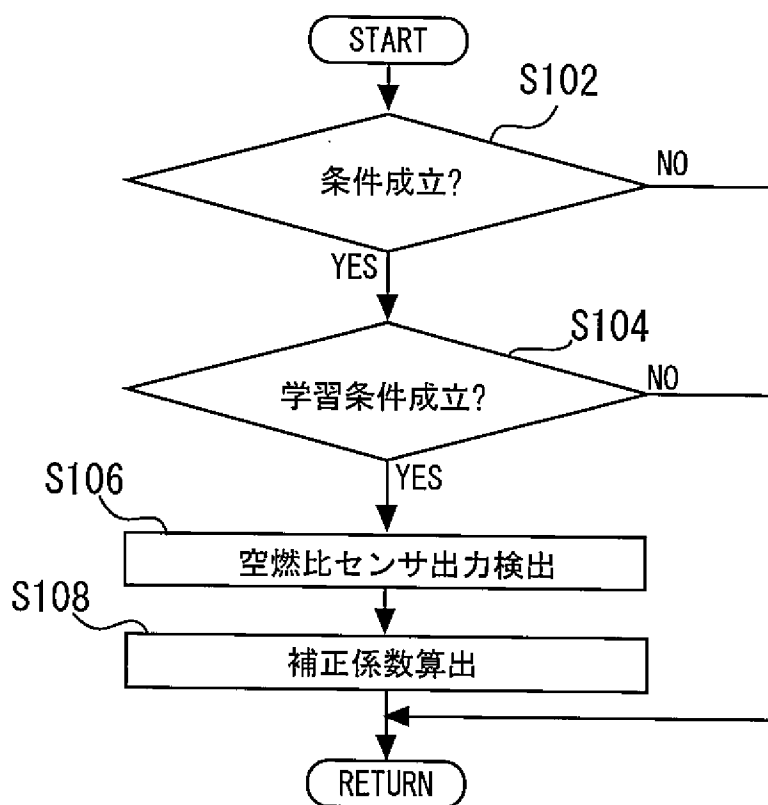 START
S102
条件成立?
NO
YES
S104
学習条件成立?
NO
YES
S106
空燃比センサ出力検出
S108
補正係数算出
RETURN